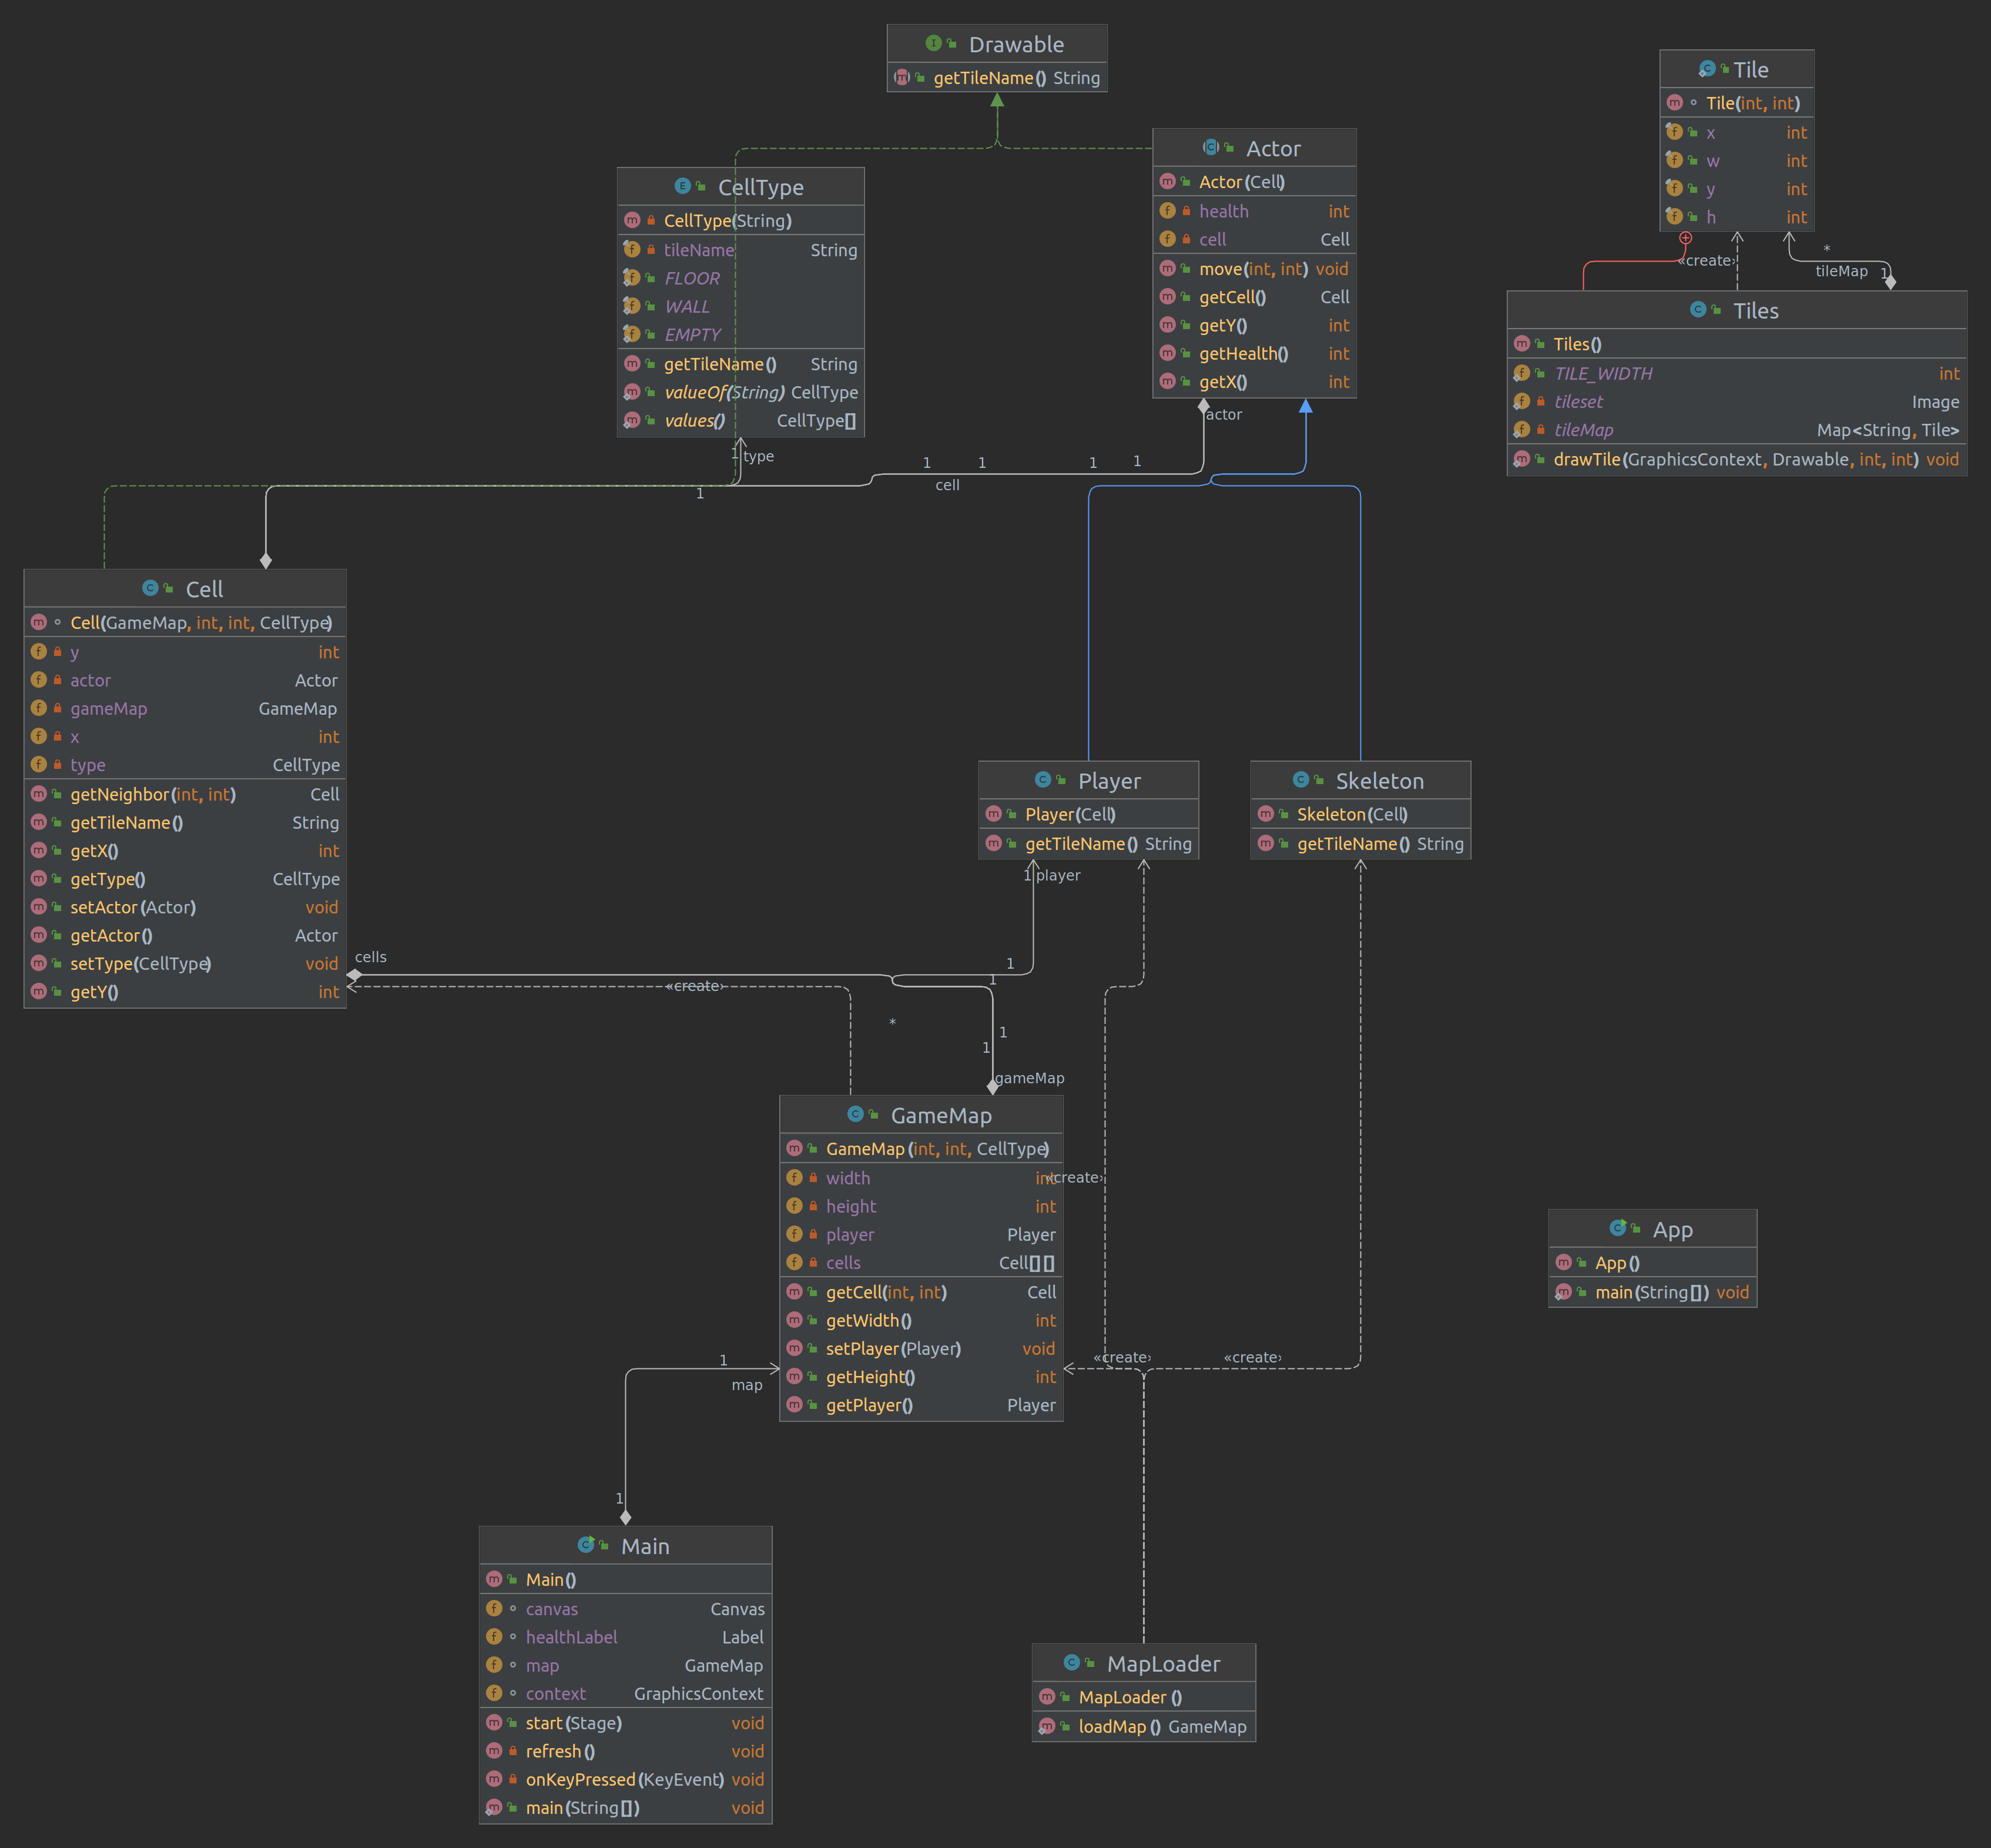 Drawable
getTileName() String
Tile
Tile(int, int)
x int
w int
y int
h int
«create»
*
tileMap
1
Tiles
Tiles()
TILE_WIDTH int
tileset Image
tileMap Map<String, Tile>
drawTile(GraphicsContext, Drawable, int, int) void
Actor
Actor(Cell)
health int
cell Cell
move(int, int) void
getCell() Cell
getY() int
getHealth() int
getX() int
actor
CellType
CellType(String)
tileName String
FLOOR
WALL
EMPTY
getTileName() String
valueOf(String) CellType
values() CellType[]
1 type
1
1
1
1
1
cell
Cell
Cell(GameMap, int, int, CellType)
y int
actor Actor
gameMap GameMap
x int
type CellType
getNeighbor(int, int) Cell
getTileName() String
getX() int
getType() CellType
setActor(Actor) void
getActor() Actor
setType(CellType) void
getY() int
Player
Player(Cell)
getTileName() String
1 player
Skeleton
Skeleton(Cell)
getTileName() String
cells
1
1
«create»
*
1
1
gameMap
GameMap
GameMap(int, int, CellType)
width int
height int
player Player
cells Cell[][]
getCell(int, int) Cell
getWidth() int
setPlayer(Player) void
getHeight() int
getPlayer() Player
«create»
«create»
«create»
1
map
1
App
App()
main(String[]) void
Main
Main()
canvas Canvas
healthLabel Label
map GameMap
context GraphicsContext
start(Stage) void
refresh() void
onKeyPressed(KeyEvent) void
main(String[]) void
MapLoader
MapLoader()
loadMap() GameMap